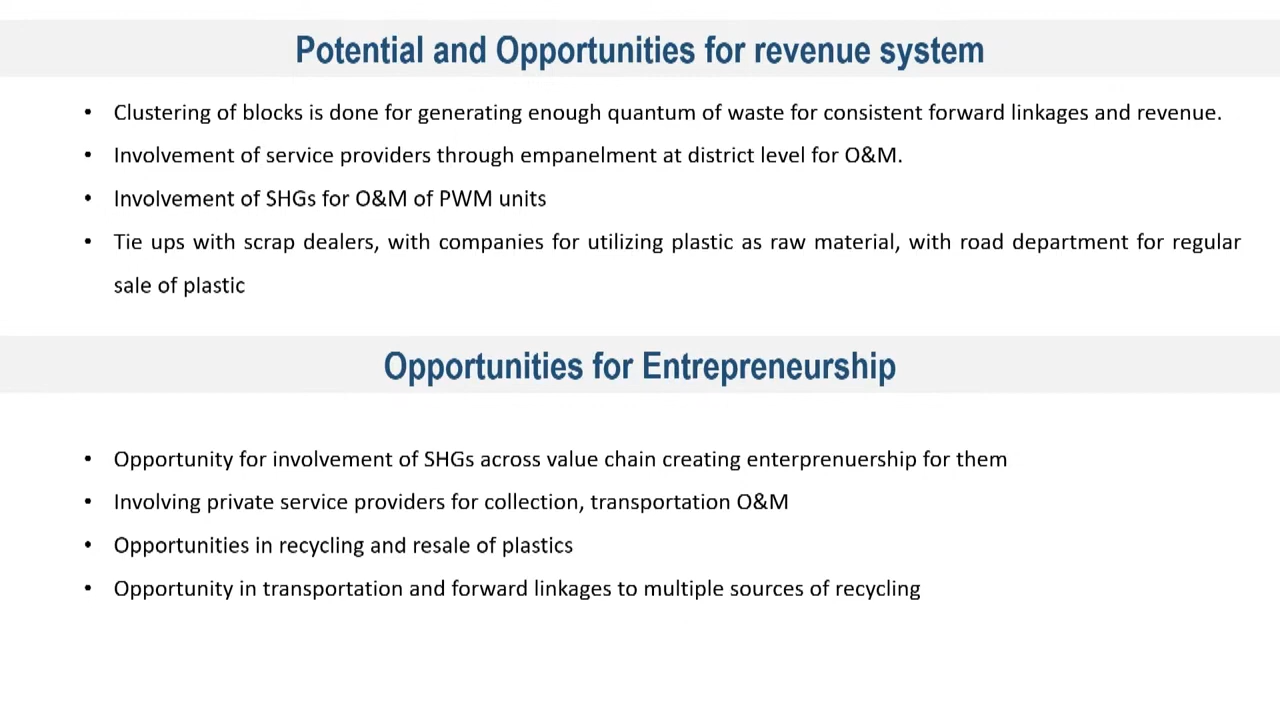 Potential and Opportunities for revenue system
• Clustering of blocks is done for generating enough quantum of waste for consistent forward linkages and revenue.
• Involvement of service providers through empanelment at district level for O&M.
• Involvement of SHGs for O&M of PWM units
• Tie ups with scrap dealers, with companies for utilizing plastic as raw material, with road department for regular
sale of plastic
Opportunities for Entrepreneurship
• Opportunity for involvement of SHGs across value chain creating enterprenuership for them
• Involving private service providers for collection, transportation O&M
• Opportunities in recycling and resale of plastics
• Opportunity in transportation and forward linkages to multiple sources of recycling